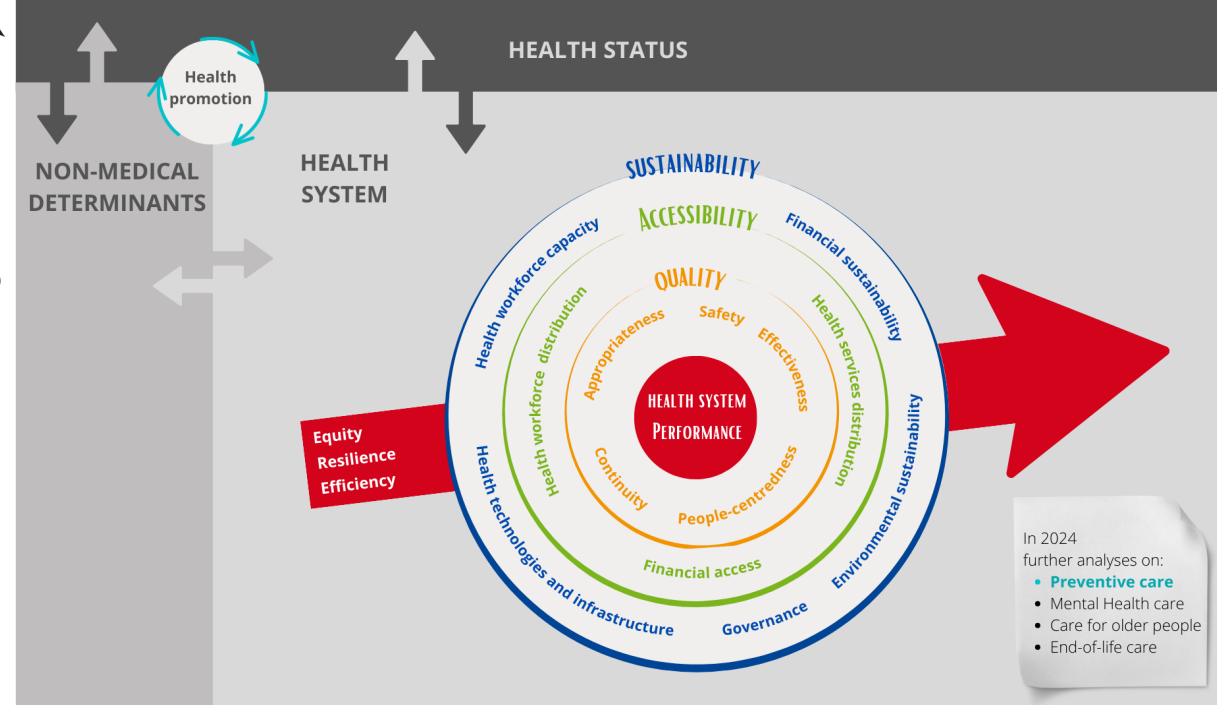 HEALTH STATUS
Health
promotion
NON-MEDICAL
DETERMINANTS
HEALTH
SYSTEM
SUSTAINABILITY
Health workforce capacity
Financial sustainability
Health technologies and infrastructure
Governance
Environmental sustainability
ACCESSIBILITY
Health workforce distribution
Health services distribution
Financial access
QUALITY
Appropriateness
Safety
Effectiveness
Continuity
People-centredness
HEALTH SYSTEM
PERFORMANCE
Equity
Resilience
Efficiency
In 2024
further analyses on:
• Preventive care
• Mental Health care
• Care for older people
• End-of-life care